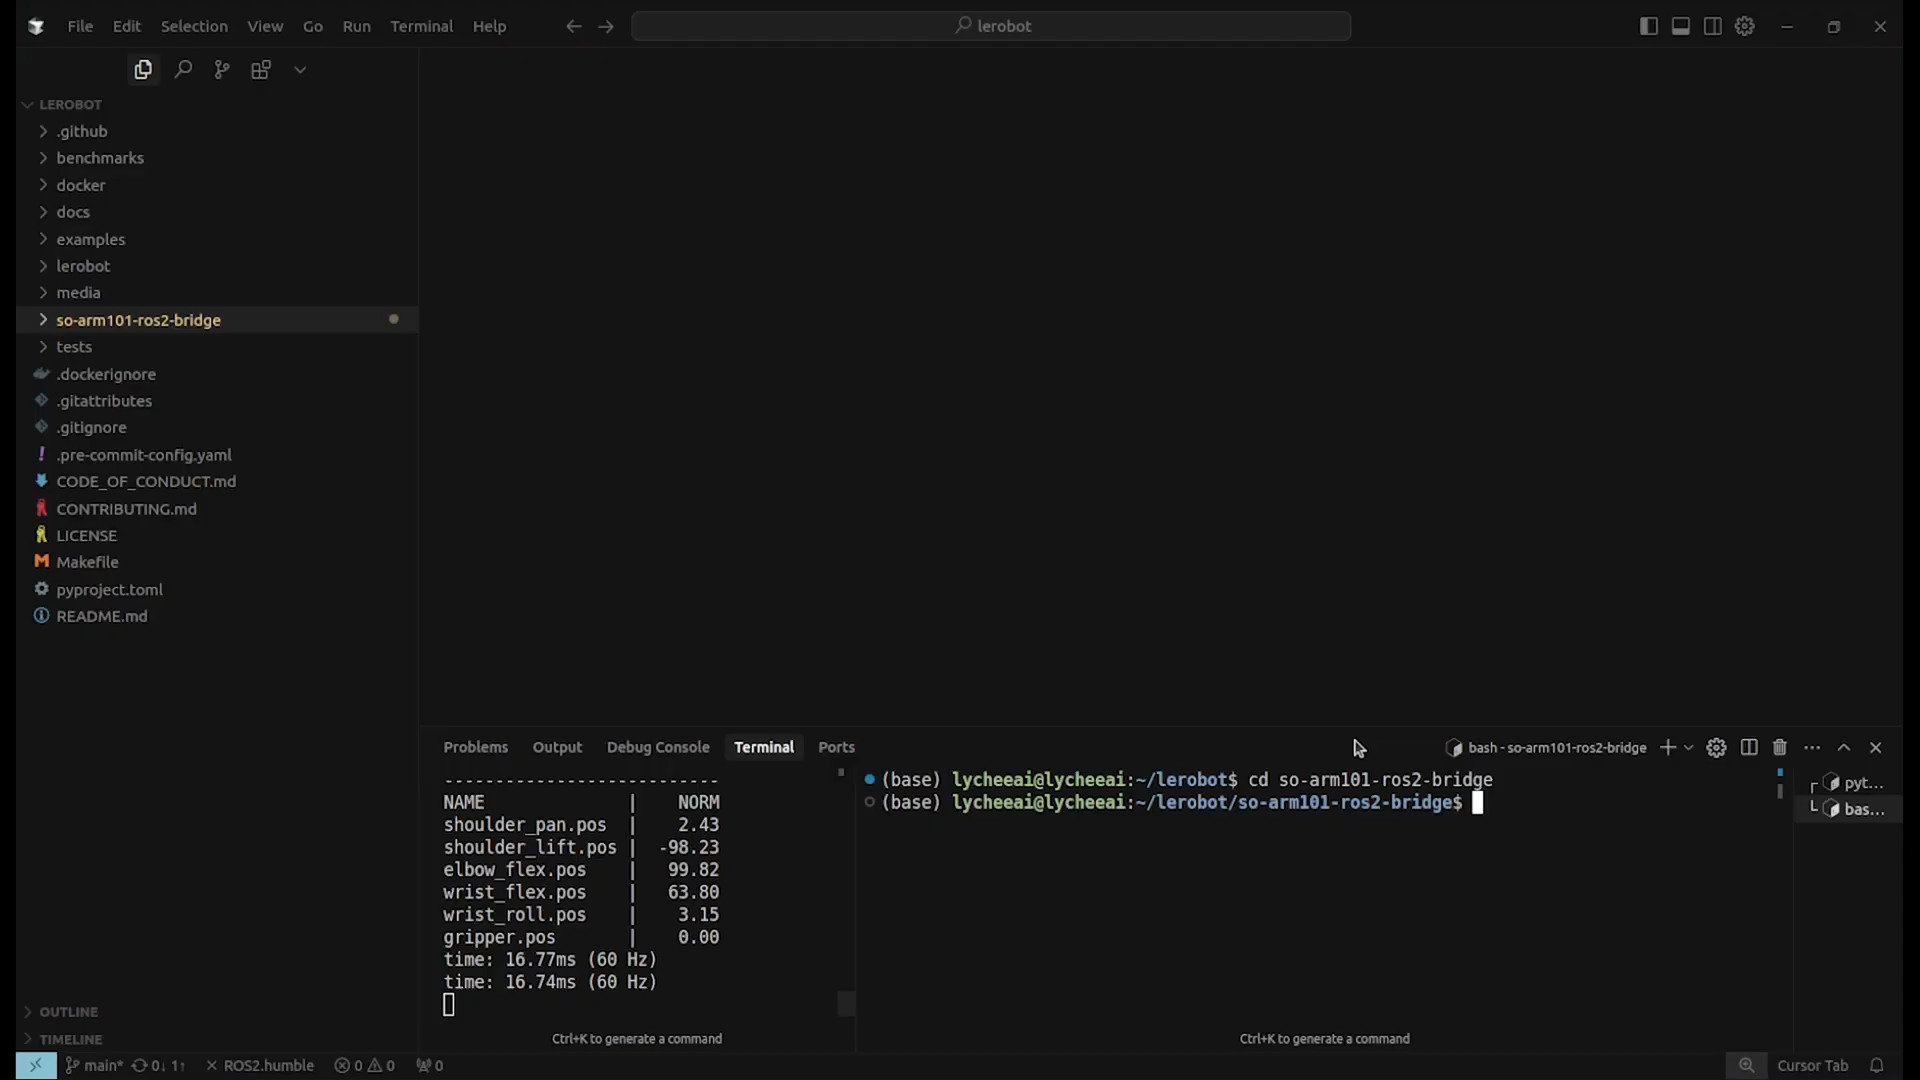 File Edit Selection View Go Run Terminal Help
lerobot
LEROBOT
.github
benchmarks
docker
docs
examples
lerobot
media
so-arm101-ros2-bridge
tests
.dockerignore
.gitattributes
.gitignore
! .pre-commit-config.yaml
CODE_OF_CONDUCT.md
CONTRIBUTING.md
LICENSE
M Makefile
pyproject.toml
README.md
OUTLINE
TIMELINE
Problems Output Debug Console Terminal Ports
bash - so-arm101-ros2-bridge
---------------------------
NAME | NORM
shoulder_pan.pos | 2.43
shoulder_lift.pos | -98.23
elbow_flex.pos | 99.82
wrist_flex.pos | 63.80
wrist_roll.pos | 3.15
gripper.pos | 0.00
time: 16.77ms (60 Hz)
time: 16.74ms (60 Hz)
Ctrl+K to generate a command
(base) lycheeai@lycheeai:~/lerobot$ cd so-arm101-ros2-bridge
(base) lycheeai@lycheeai:~/lerobot/so-arm101-ros2-bridge$
Ctrl+K to generate a command
pyt...
bas...
main* 0↓ 1↑ ROS2.humble 0 0 0 Cursor Tab